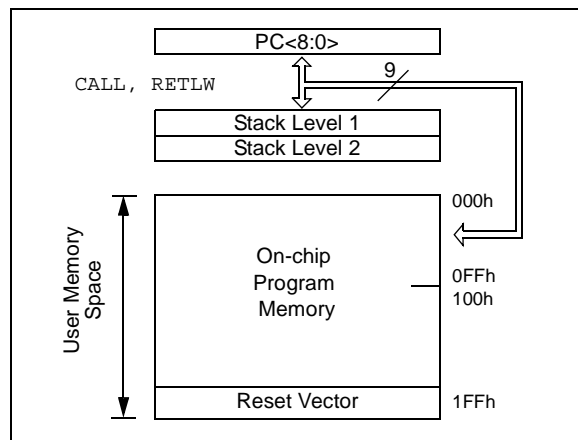 PC<8:0>
9
CALL, RETLW
Stack Level 1
Stack Level 2
000h
User Memory
Space
On-chip
Program
Memory
0FFh
100h
Reset Vector
1FFh